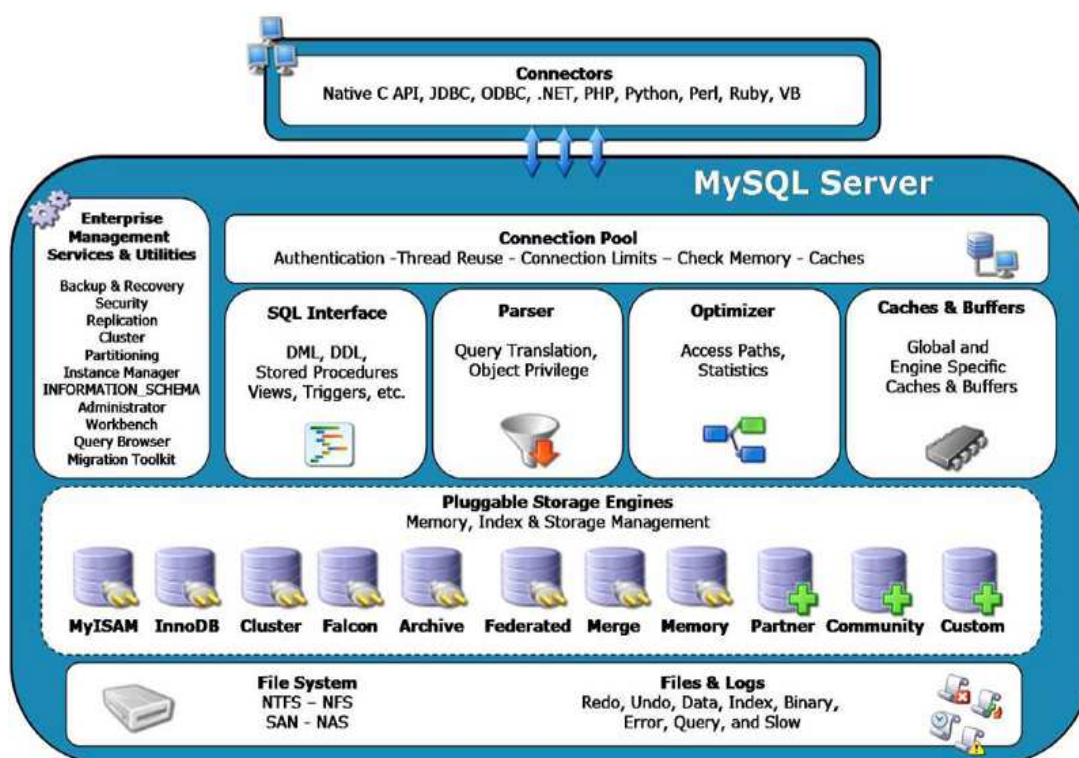 Connectors
Native C API, JDBC, ODBC, .NET, PHP, Python, Perl, Ruby, VB
MySQL Server
Enterprise
Management
Services & Utilities
Backup & Recovery
Security
Replication
Cluster
Partitioning
Instance Manager
INFORMATION_SCHEMA
Administrator
Workbench
Query Browser
Migration Toolkit
Connection Pool
Authentication -Thread Reuse - Connection Limits – Check Memory - Caches
SQL Interface
DML, DDL,
Stored Procedures
Views, Triggers, etc.
Parser
Query Translation,
Object Privilege
Optimizer
Access Paths,
Statistics
Caches & Buffers
Global and
Engine Specific
Caches & Buffers
Pluggable Storage Engines
Memory, Index & Storage Management
MyISAM
InnoDB
Cluster
Falcon
Archive
Federated
Merge
Memory
Partner
Community
Custom
File System
NTFS – NFS
SAN - NAS
Files & Logs
Redo, Undo, Data, Index, Binary,
Error, Query, and Slow